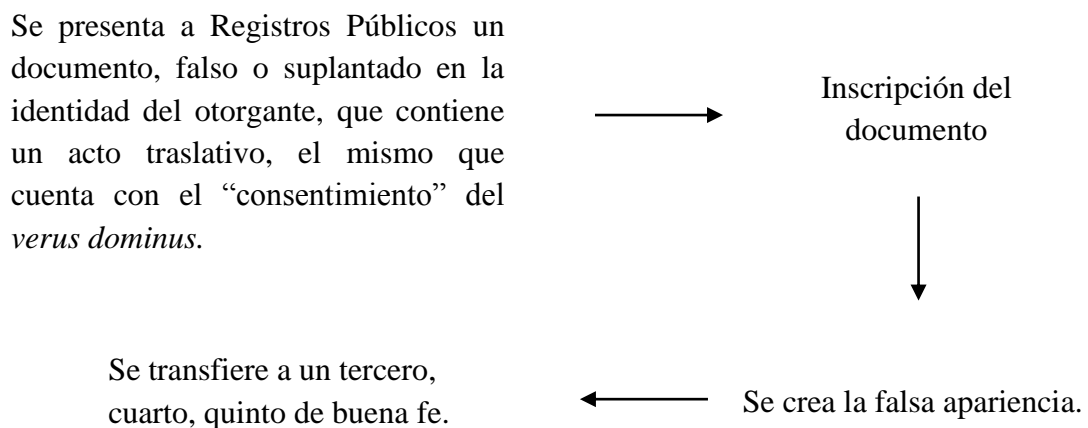 Se presenta a Registros Públicos un
documento, falso o suplantado en la
identidad del otorgante, que contiene
un acto traslativo, el mismo que
cuenta con el “consentimiento” del
verus dominus.
Inscripción del
documento
Se crea la falsa apariencia.
Se transfiere a un tercero,
cuarto, quinto de buena fe.